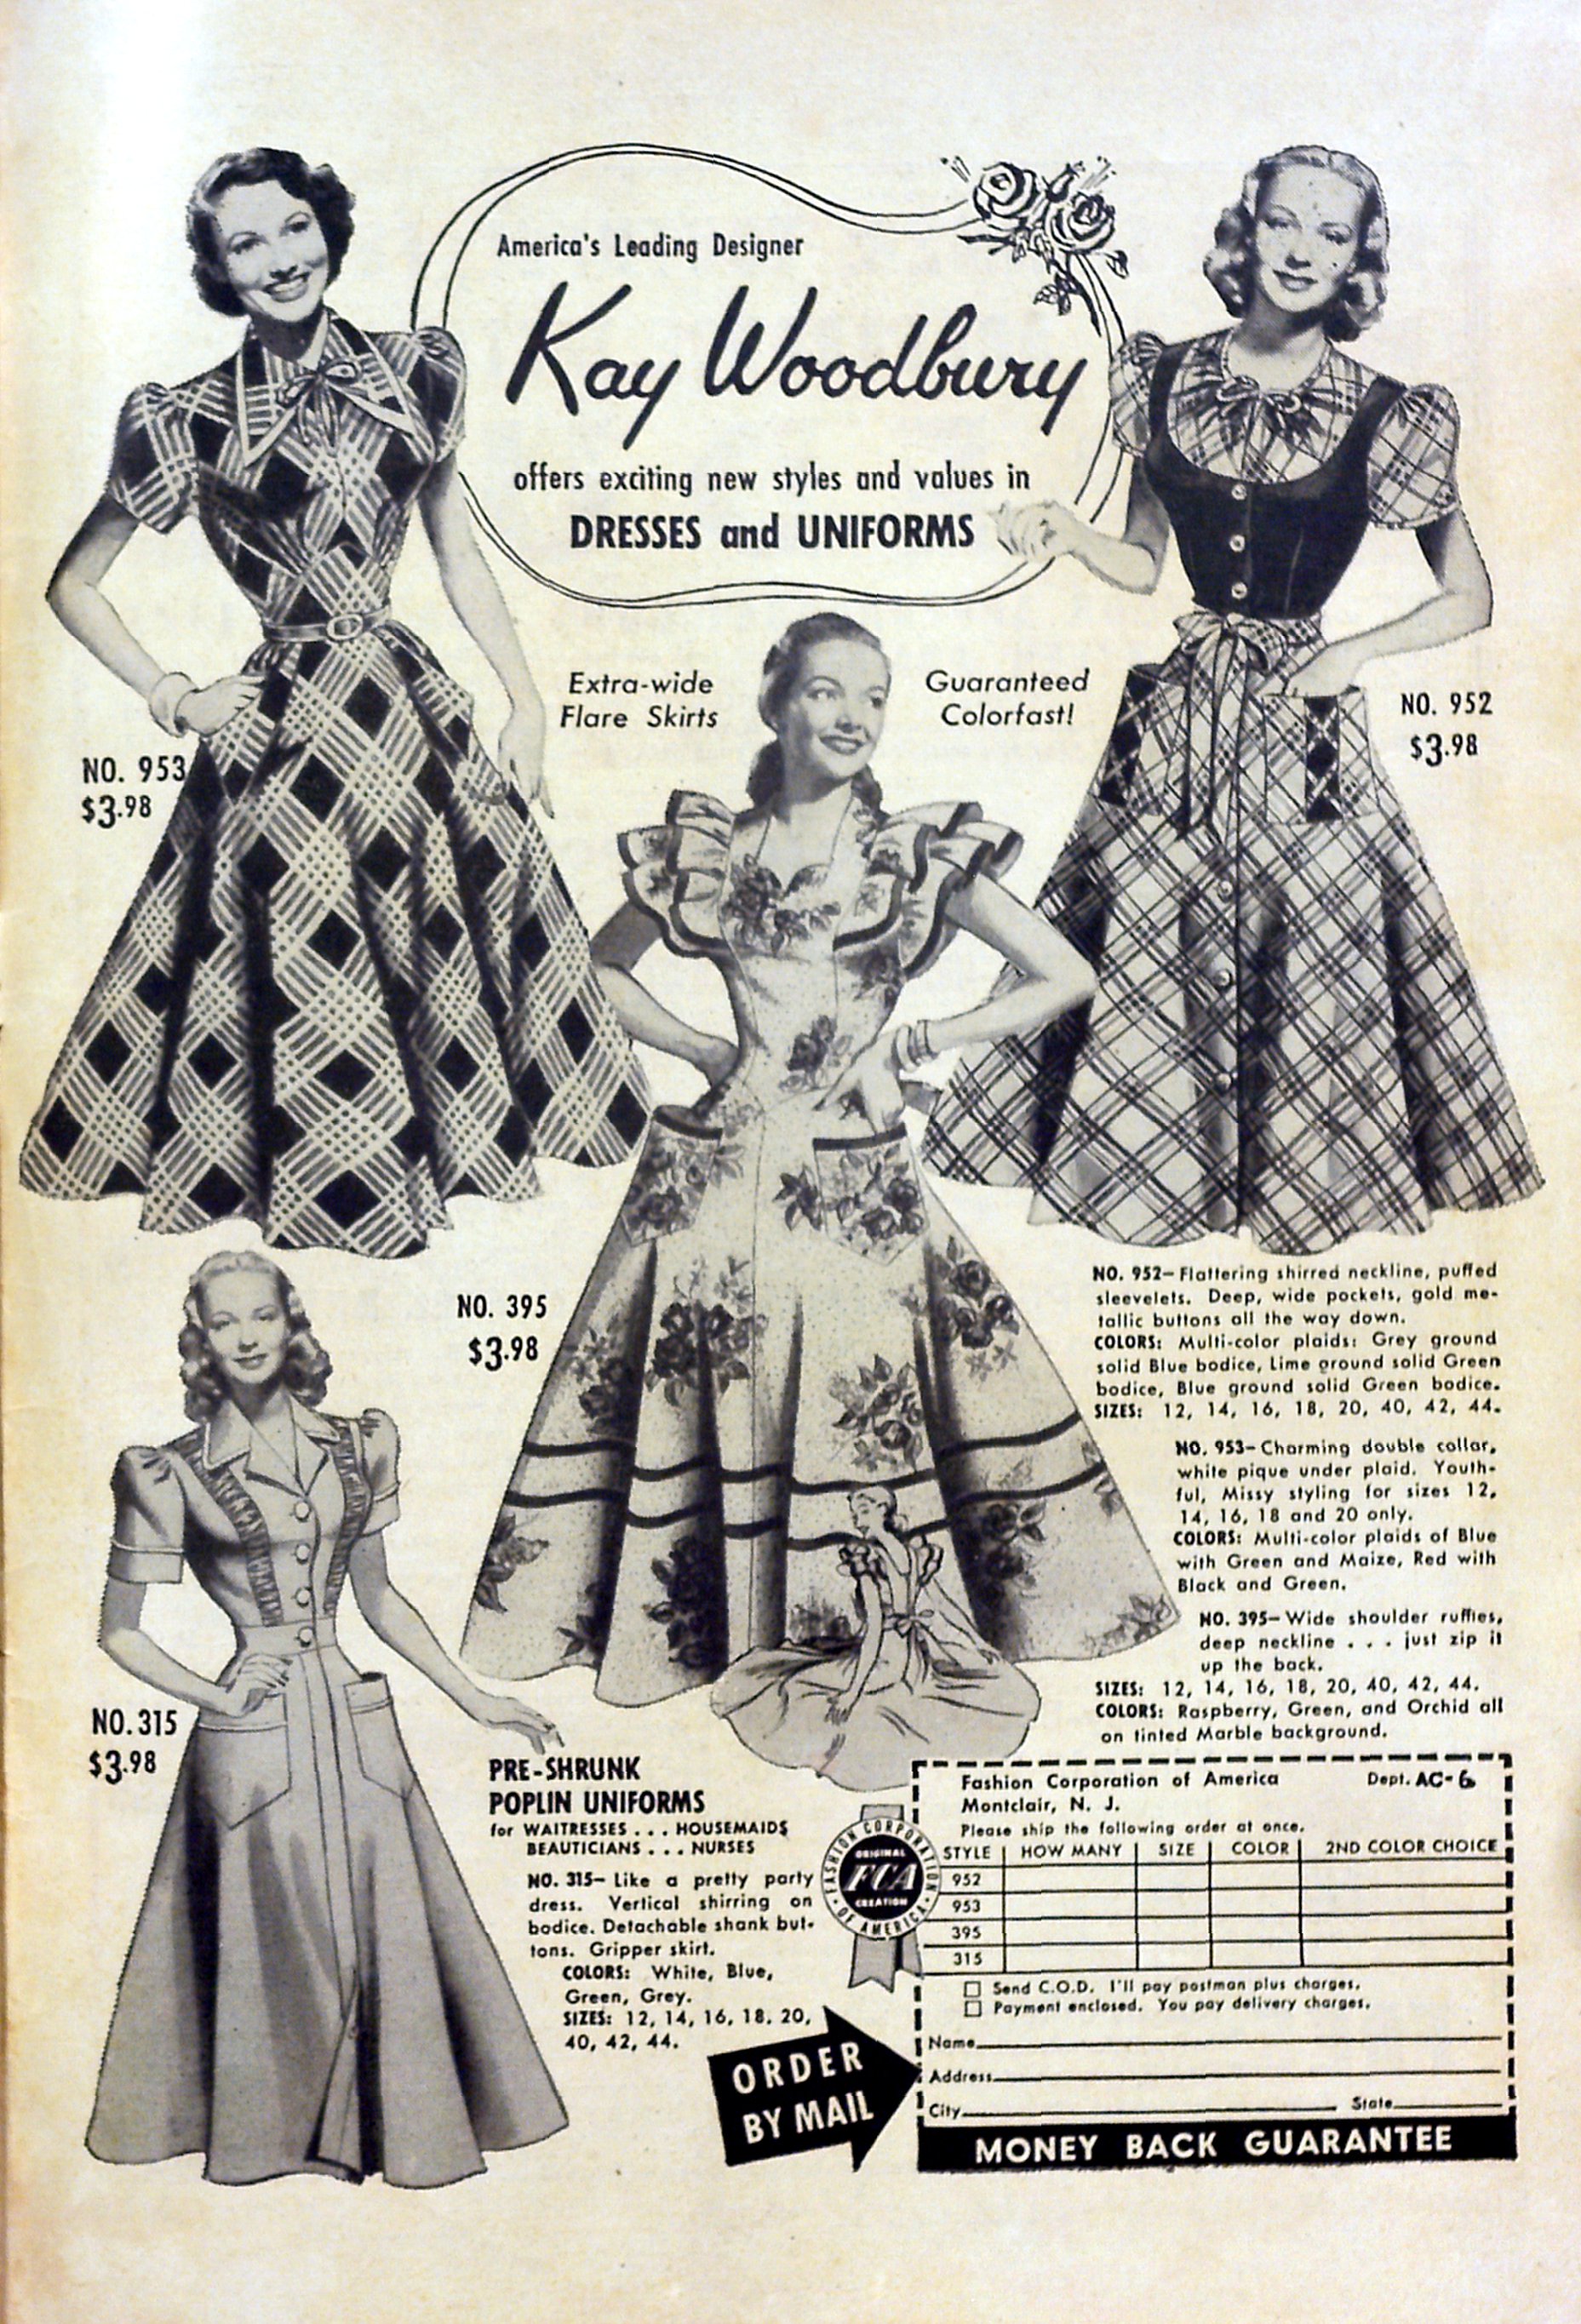 America's Leading Designer
Kay Woodbury
offers exciting new styles and values in
DRESSES and UNIFORMS
Extra-wide
Flare Skirts
Guaranteed
Colorfast!
NO. 952
$3.98
NO. 953
$3.98
NO. 395
$3.98
NO. 952—Flattering shirred neckline, puffed
sleevelets. Deep, wide pockets, gold me-
tallic buttons all the way down.
COLORS: Multi-color plaids: Grey ground
solid Blue bodice, Lime ground solid Green
bodice, Blue ground solid Green bodice.
SIZES: 12, 14, 16, 18, 20, 40, 42, 44.
NO. 953—Charming double collar,
white pique under plaid. Youth-
ful, Missy styling for sizes 12,
14, 16, 18 and 20 only.
COLORS: Multi-color plaids of Blue
with Green and Maize, Red with
Black and Green.
NO. 395—Wide shoulder ruffles,
deep neckline . . . just zip it
up the back.
SIZES: 12, 14, 16, 18, 20, 40, 42, 44.
COLORS: Raspberry, Green, and Orchid all
on tinted Marble background.
NO. 315
$3.98
PRE-SHRUNK
POPLIN UNIFORMS
for WAITRESSES . . . HOUSEMAIDS
BEAUTICIANS . . . NURSES
NO. 315—Like a pretty party
dress. Vertical shirring on
bodice. Detachable shank but-
tons. Gripper skirt.
COLORS: White, Blue,
Green, Grey.
SIZES: 12, 14, 16, 18, 20,
40, 42, 44.
ORDER
BY MAIL
FASHION CORPORATION
OF AMERICA
ORIGINAL
FCA
CREATION
Fashion Corporation of America Dept. AC-6
Montclair, N. J.
Please ship the following order at once.
STYLE HOW MANY SIZE COLOR 2ND COLOR CHOICE
952
953
395
315
Send C.O.D. I'll pay postman plus charges.
Payment enclosed. You pay delivery charges.
Name
Address
City State
MONEY BACK GUARANTEE